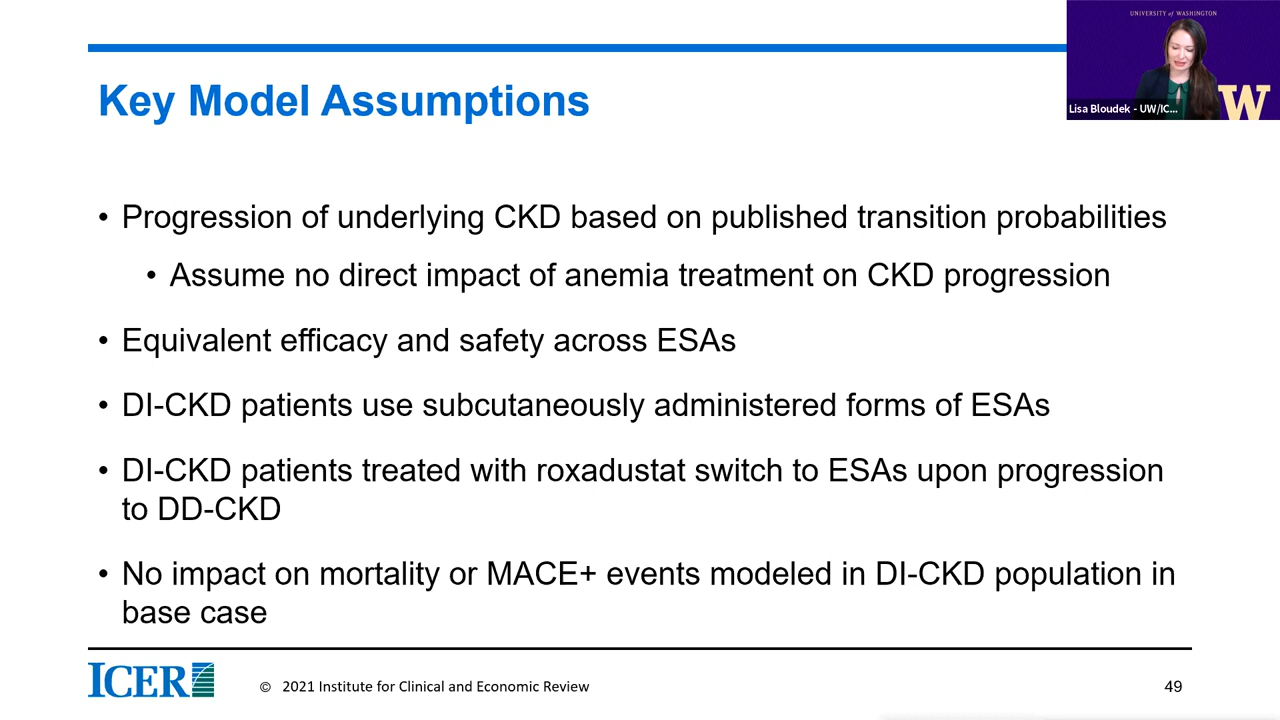 UNIVERSITY of WASHINGTON
W
Lisa Bloudek - UW/IC...
Key Model Assumptions
• Progression of underlying CKD based on published transition probabilities
• Assume no direct impact of anemia treatment on CKD progression
• Equivalent efficacy and safety across ESAs
• DI-CKD patients use subcutaneously administered forms of ESAs
• DI-CKD patients treated with roxadustat switch to ESAs upon progression
to DD-CKD
• No impact on mortality or MACE+ events modeled in DI-CKD population in
base case
ICER
© 2021 Institute for Clinical and Economic Review
49